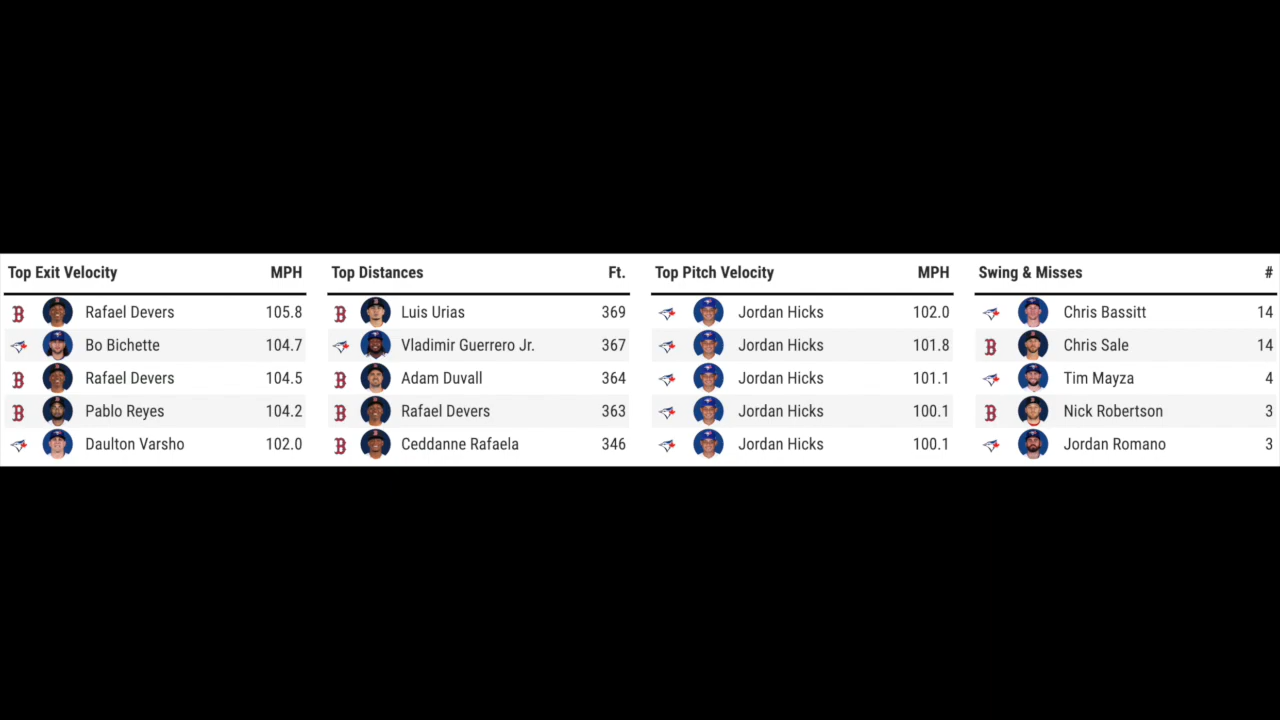 Top Exit Velocity MPH
Rafael Devers 105.8
Bo Bichette 104.7
Rafael Devers 104.5
Pablo Reyes 104.2
Daulton Varsho 102.0
Top Distances Ft.
Luis Urias 369
Vladimir Guerrero Jr. 367
Adam Duvall 364
Rafael Devers 363
Ceddanne Rafaela 346
Top Pitch Velocity MPH
Jordan Hicks 102.0
Jordan Hicks 101.8
Jordan Hicks 101.1
Jordan Hicks 100.1
Jordan Hicks 100.1
Swing & Misses #
Chris Bassitt 14
Chris Sale 14
Tim Mayza 4
Nick Robertson 3
Jordan Romano 3